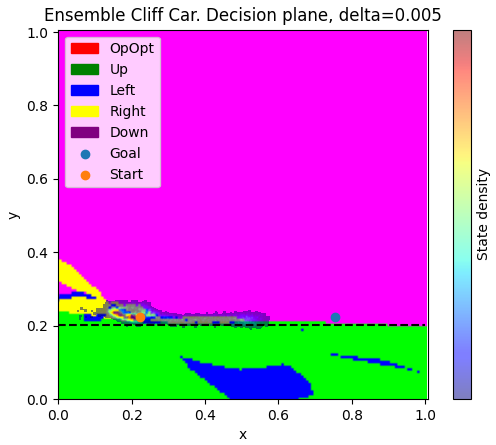 Ensemble Cliff Car. Decision plane, delta=0.005
1.0
0.8
0.6
0.4
0.2
0.0
y
OpOpt
Up
Left
Right
Down
Goal
Start
0.0 0.2 0.4 0.6 0.8 1.0
x
State density